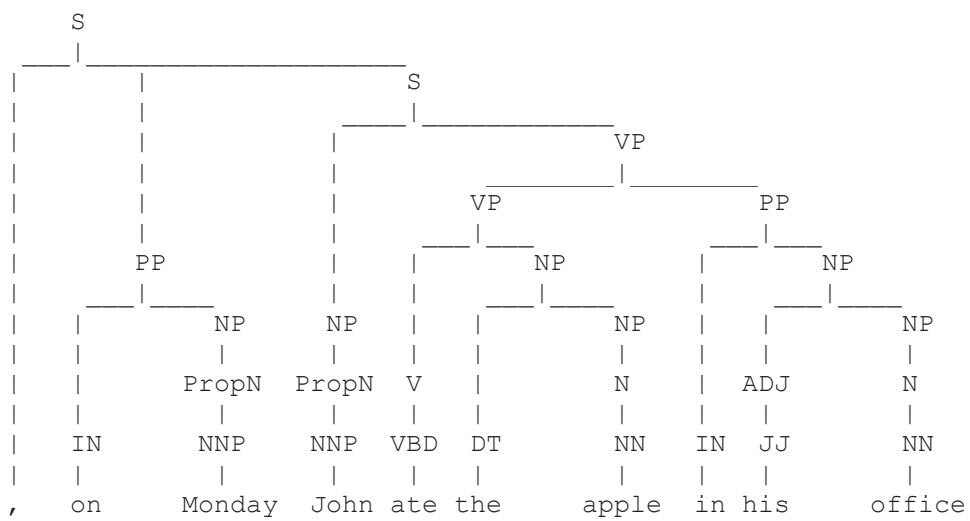 S
S
VP
VP PP
PP NP NP
NP NP NP NP
PropN PropN V N ADJ N
IN NNP NNP VBD DT NN IN JJ NN
, on Monday John ate the apple in his office